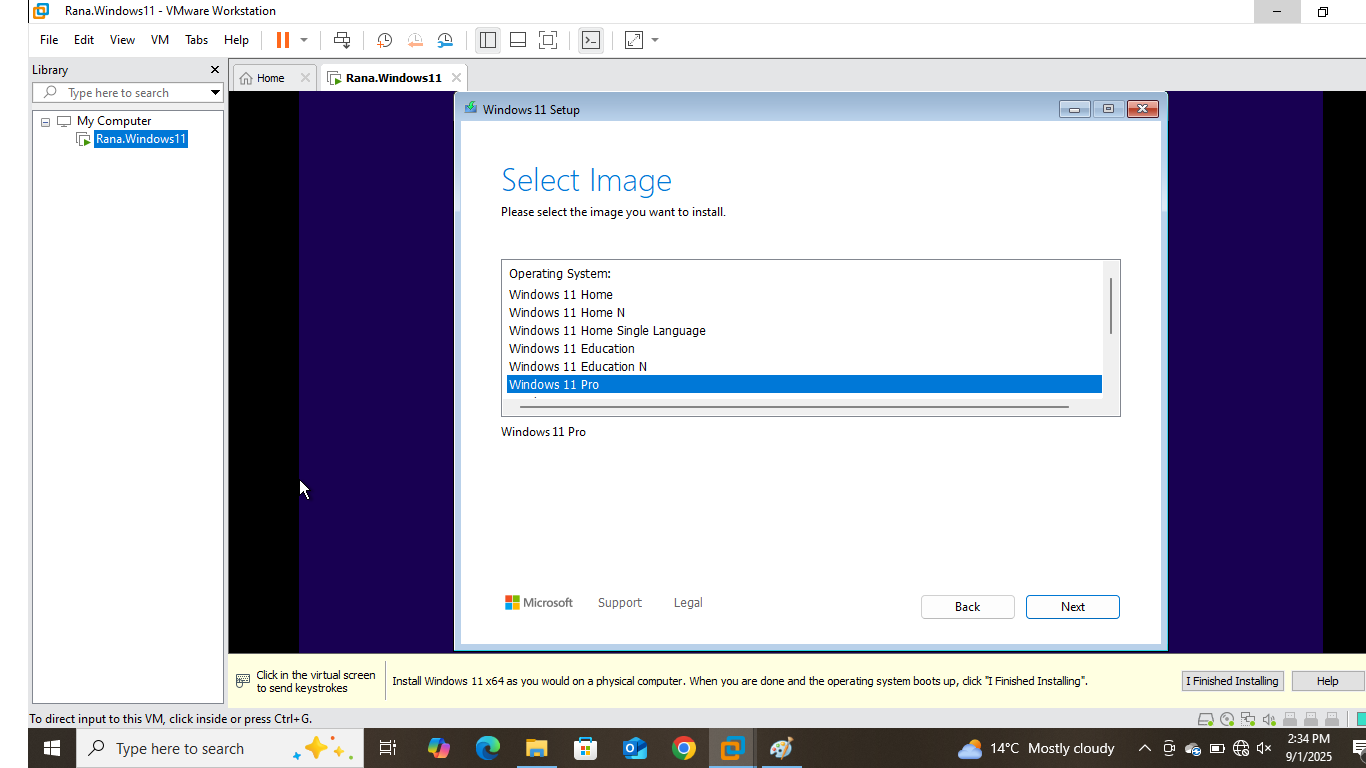 Rana.Windows11 - VMware Workstation
File Edit View VM Tabs Help
Library
Type here to search
My Computer
Rana.Windows11
Home
Rana.Windows11
Windows 11 Setup
Select Image
Please select the image you want to install.
Operating System:
Windows 11 Home
Windows 11 Home N
Windows 11 Home Single Language
Windows 11 Education
Windows 11 Education N
Windows 11 Pro
Windows 11 Pro
Microsoft Support Legal
Back Next
Click in the virtual screen
to send keystrokes
Install Windows 11 x64 as you would on a physical computer. When you are done and the operating system boots up, click "I Finished Installing".
I Finished Installing Help
To direct input to this VM, click inside or press Ctrl+G.
Type here to search
14°C Mostly cloudy
2:34 PM
9/1/2025